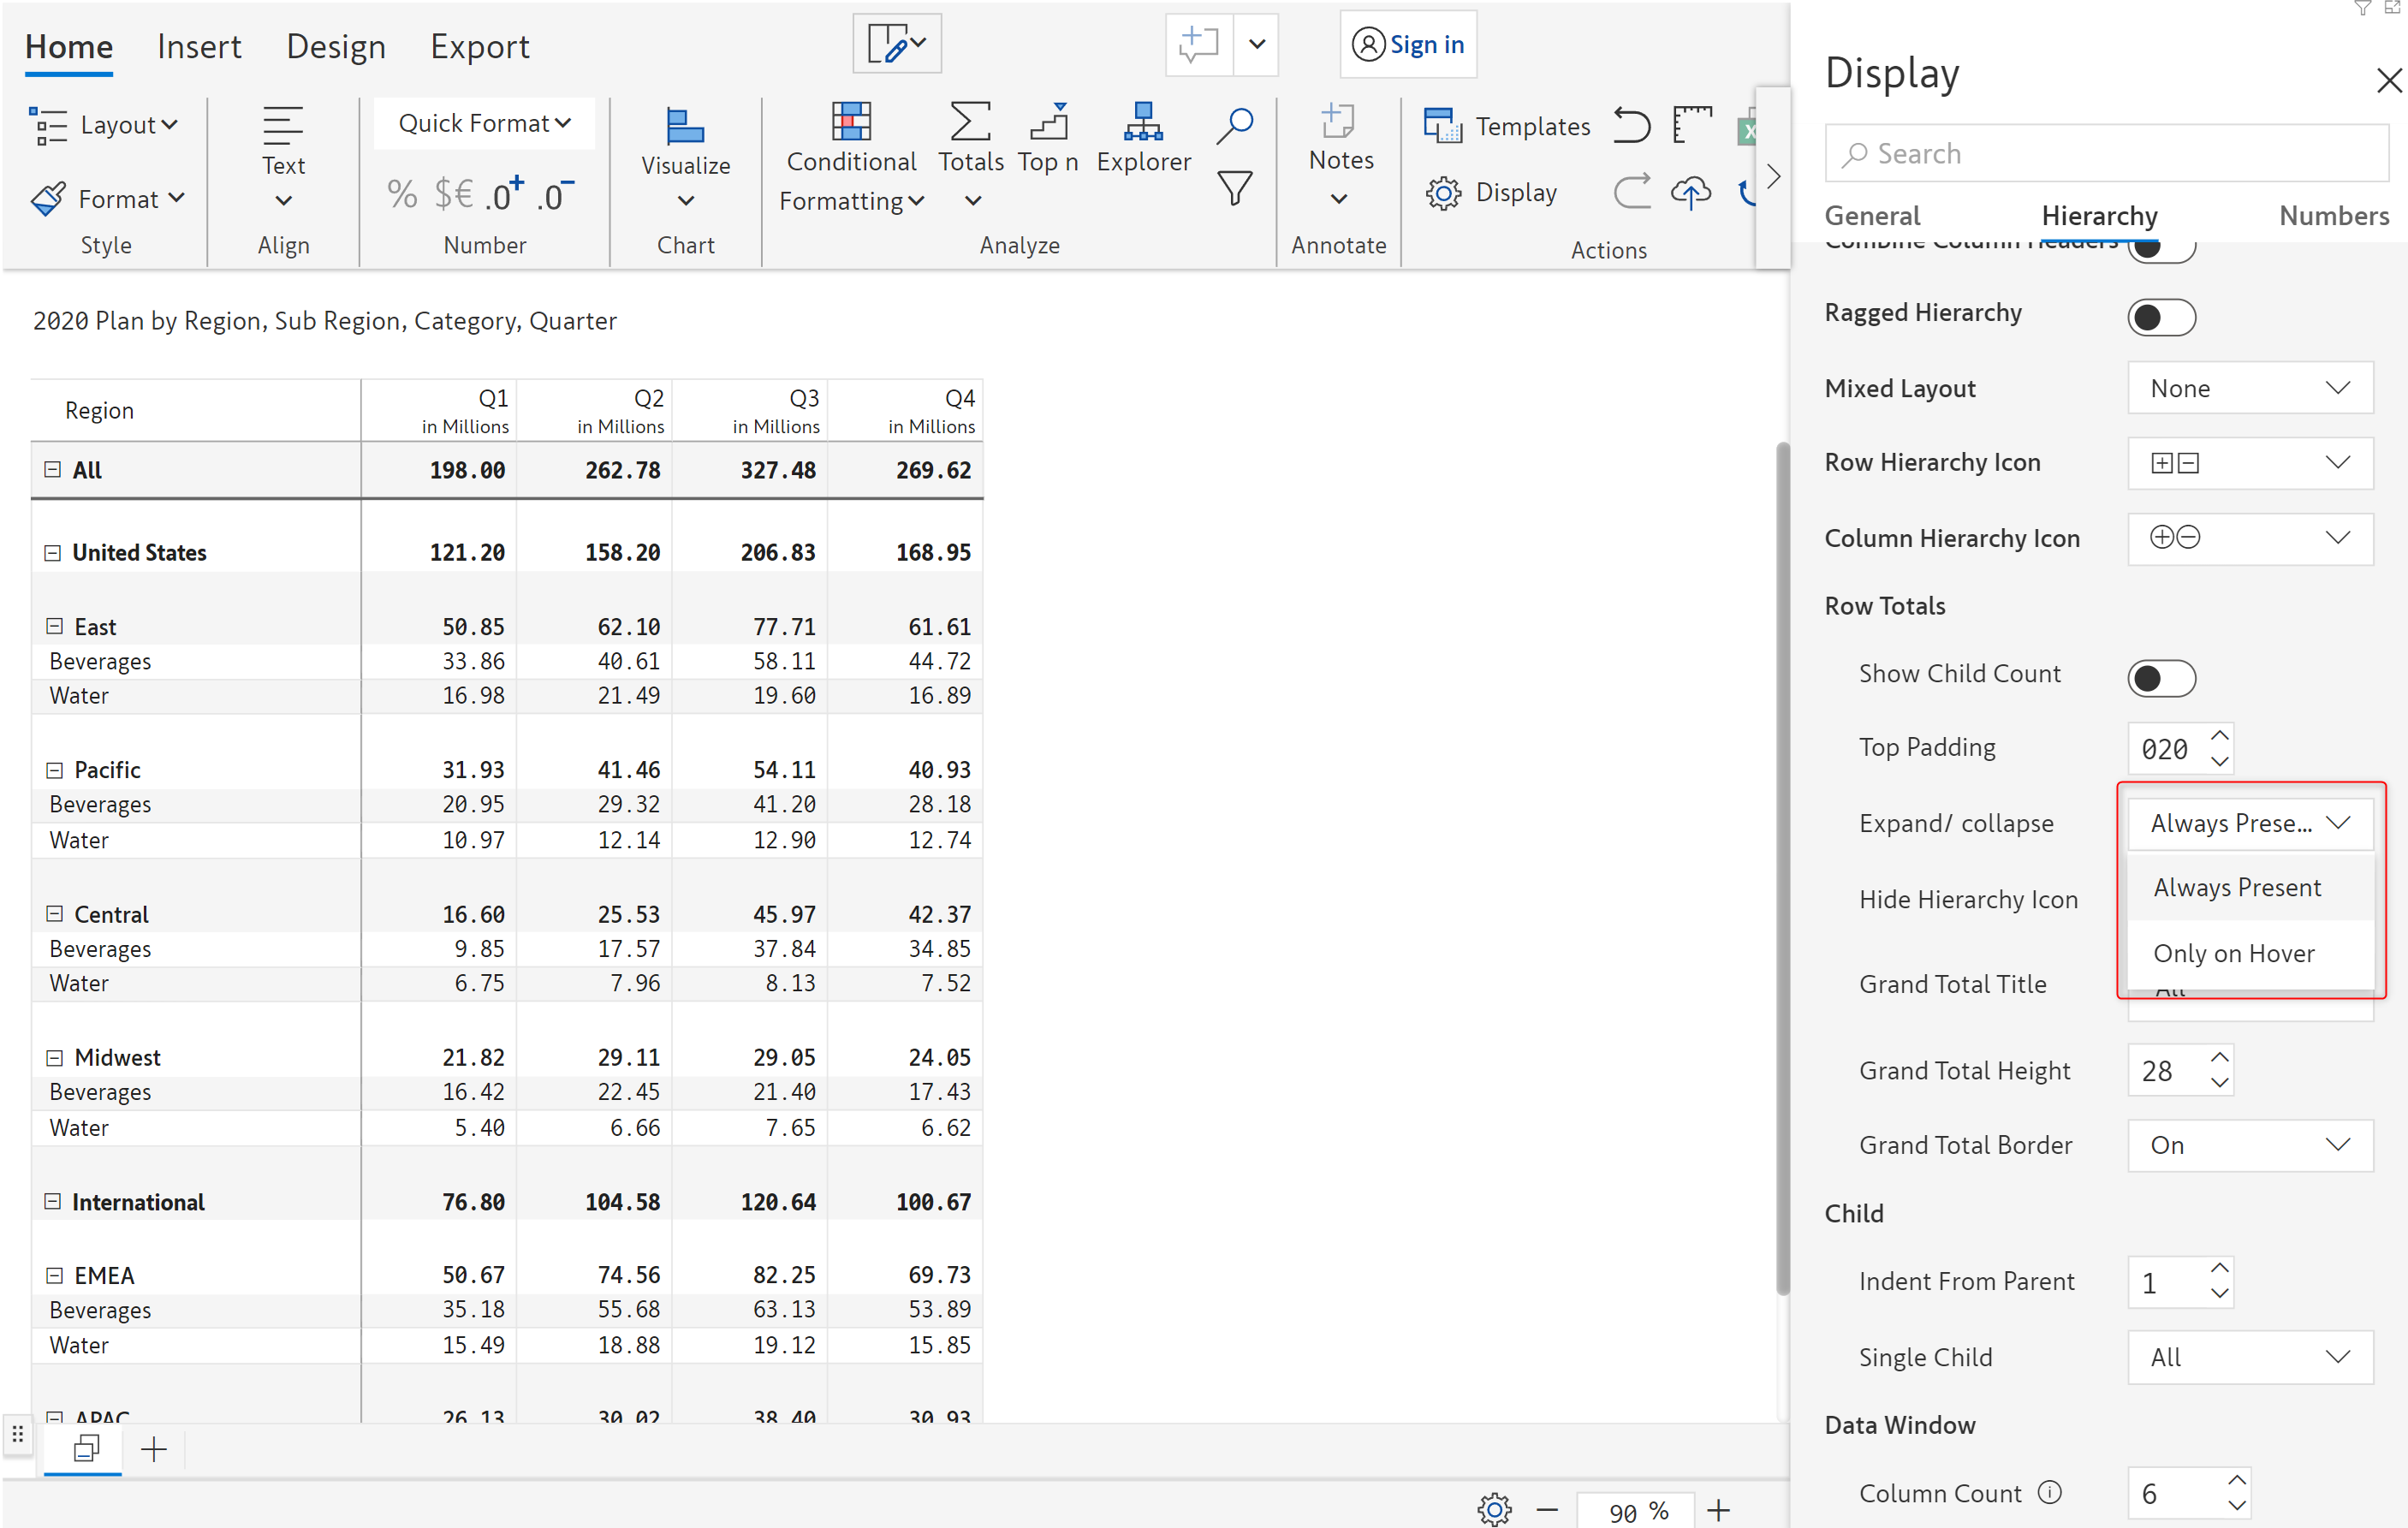 Home Insert Design Export Sign in
Layout Format Style
Text Align
Quick Format
% $€ .0+ .0-
Number
Visualize Chart
Conditional Formatting Totals Top n Explorer
Analyze
Notes Annotate
Templates Display
Actions
2020 Plan by Region, Sub Region, Category, Quarter
Region Q1 in Millions Q2 in Millions Q3 in Millions Q4 in Millions
All 198.00 262.78 327.48 269.62
United States 121.20 158.20 206.83 168.95
East 50.85 62.10 77.71 61.61
Beverages 33.86 40.61 58.11 44.72
Water 16.98 21.49 19.60 16.89
Pacific 31.93 41.46 54.11 40.93
Beverages 20.95 29.32 41.20 28.18
Water 10.97 12.14 12.90 12.74
Central 16.60 25.53 45.97 42.37
Beverages 9.85 17.57 37.84 34.85
Water 6.75 7.96 8.13 7.52
Midwest 21.82 29.11 29.05 24.05
Beverages 16.42 22.45 21.40 17.43
Water 5.40 6.66 7.65 6.62
International 76.80 104.58 120.64 100.67
EMEA 50.67 74.56 82.25 69.73
Beverages 35.18 55.68 63.13 53.89
Water 15.49 18.88 19.12 15.85
APAC 26.13 30.02 38.40 30.93
90 %
Display
Search
General Hierarchy Numbers
Combine Column Headers
Ragged Hierarchy
Mixed Layout None
Row Hierarchy Icon
Column Hierarchy Icon
Row Totals
Show Child Count
Top Padding 020
Expand/ collapse Always Prese...
Always Present
Hide Hierarchy Icon
Only on Hover
Grand Total Title All
Grand Total Height 28
Grand Total Border On
Child
Indent From Parent 1
Single Child All
Data Window
Column Count 6